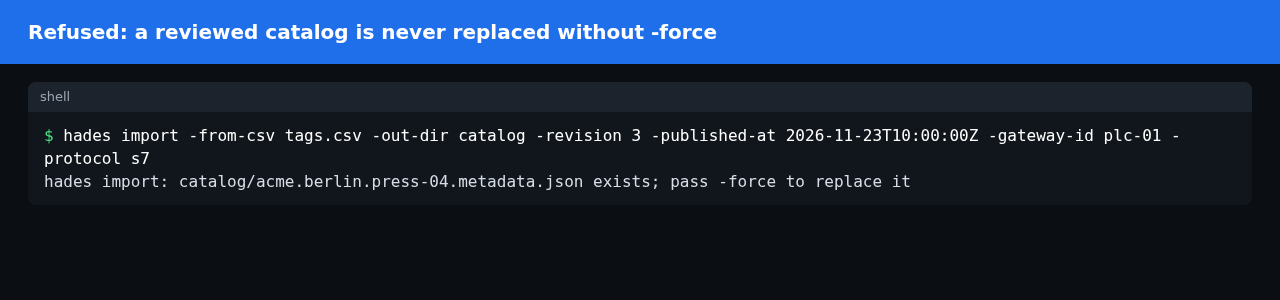 Refused: a reviewed catalog is never replaced without -force
shell
$ hades import -from-csv tags.csv -out-dir catalog -revision 3 -published-at 2026-11-23T10:00:00Z -gateway-id plc-01 -
protocol s7
hades import: catalog/acme.berlin.press-04.metadata.json exists; pass -force to replace it